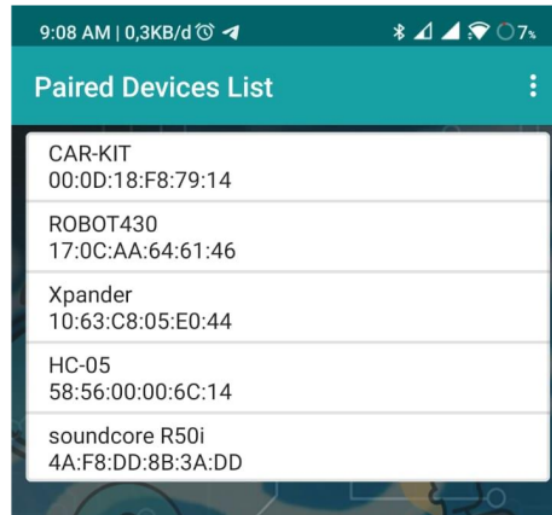 9:08 AM | 0,3KB/d 7%
Paired Devices List
CAR-KIT
00:0D:18:F8:79:14
ROBOT430
17:0C:AA:64:61:46
Xpander
10:63:C8:05:E0:44
HC-05
58:56:00:00:6C:14
soundcore R50i
4A:F8:DD:8B:3A:DD